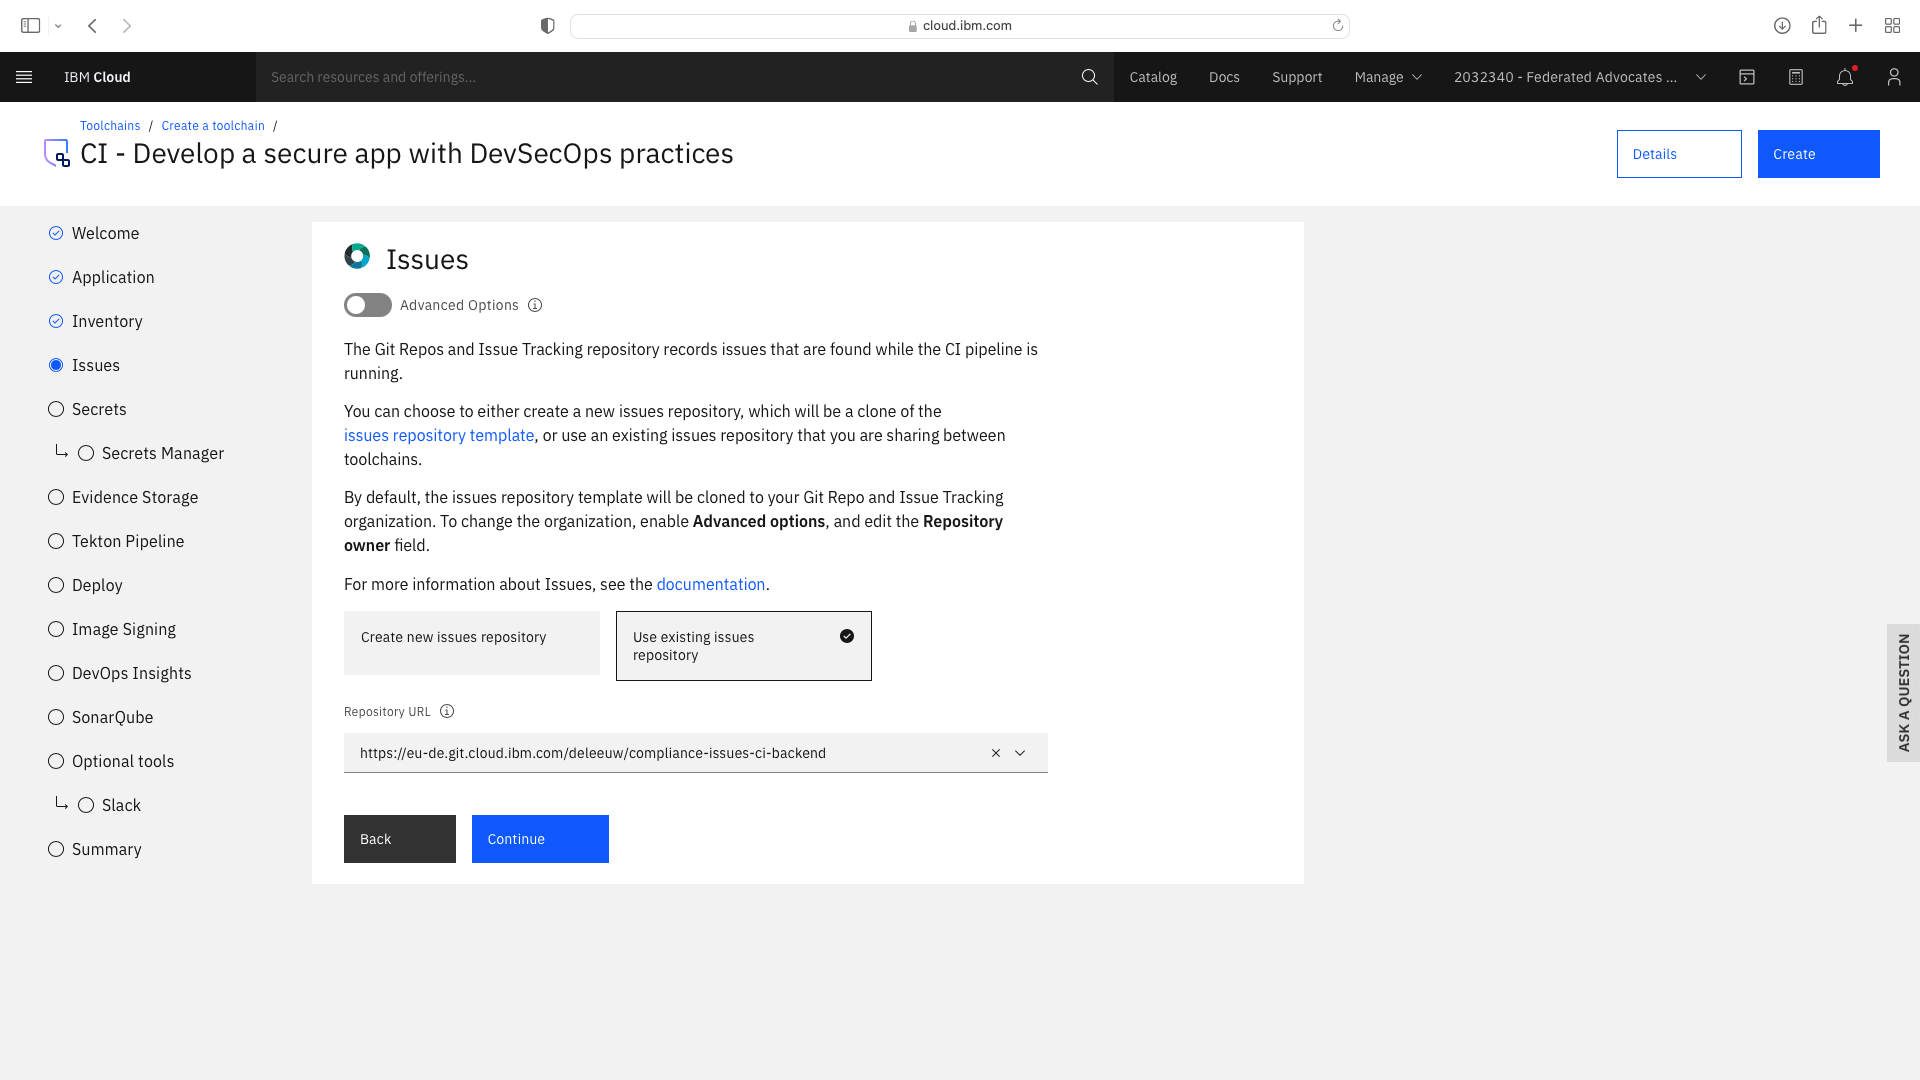 cloud.ibm.com
IBM Cloud
Search resources and offerings...
Catalog
Docs
Support
Manage
2032340 - Federated Advocates ...
Toolchains / Create a toolchain /
CI - Develop a secure app with DevSecOps practices
Details
Create
Welcome
Application
Inventory
Issues
Secrets
Secrets Manager
Evidence Storage
Tekton Pipeline
Deploy
Image Signing
DevOps Insights
SonarQube
Optional tools
Slack
Summary
Issues
Advanced Options
The Git Repos and Issue Tracking repository records issues that are found while the CI pipeline is
running.
You can choose to either create a new issues repository, which will be a clone of the
issues repository template, or use an existing issues repository that you are sharing between
toolchains.
By default, the issues repository template will be cloned to your Git Repo and Issue Tracking
organization. To change the organization, enable Advanced options, and edit the Repository
owner field.
For more information about Issues, see the documentation.
Create new issues repository
Use existing issues
repository
Repository URL
https://eu-de.git.cloud.ibm.com/deleeuw/compliance-issues-ci-backend
Back
Continue
ASK A QUESTION